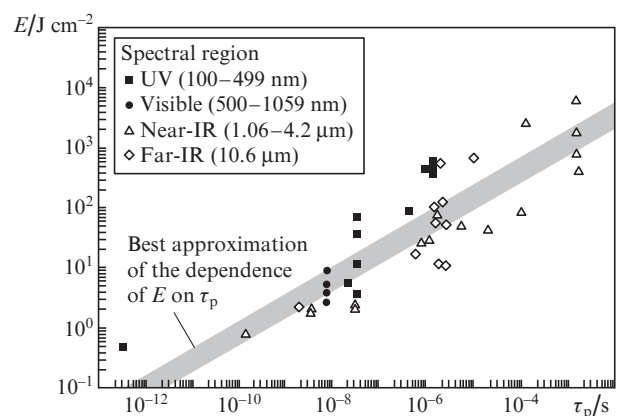 E/J cm⁻²
Spectral region
■ UV (100–499 nm)
● Visible (500–1059 nm)
△ Near-IR (1.06–4.2 μm)
◇ Far-IR (10.6 μm)
10⁴
10³
10²
10¹
10⁰
10⁻¹
Best approximation
of the dependence
of E on τₚ
10⁻¹² 10⁻¹⁰ 10⁻⁸ 10⁻⁶ 10⁻⁴ τₚ/s